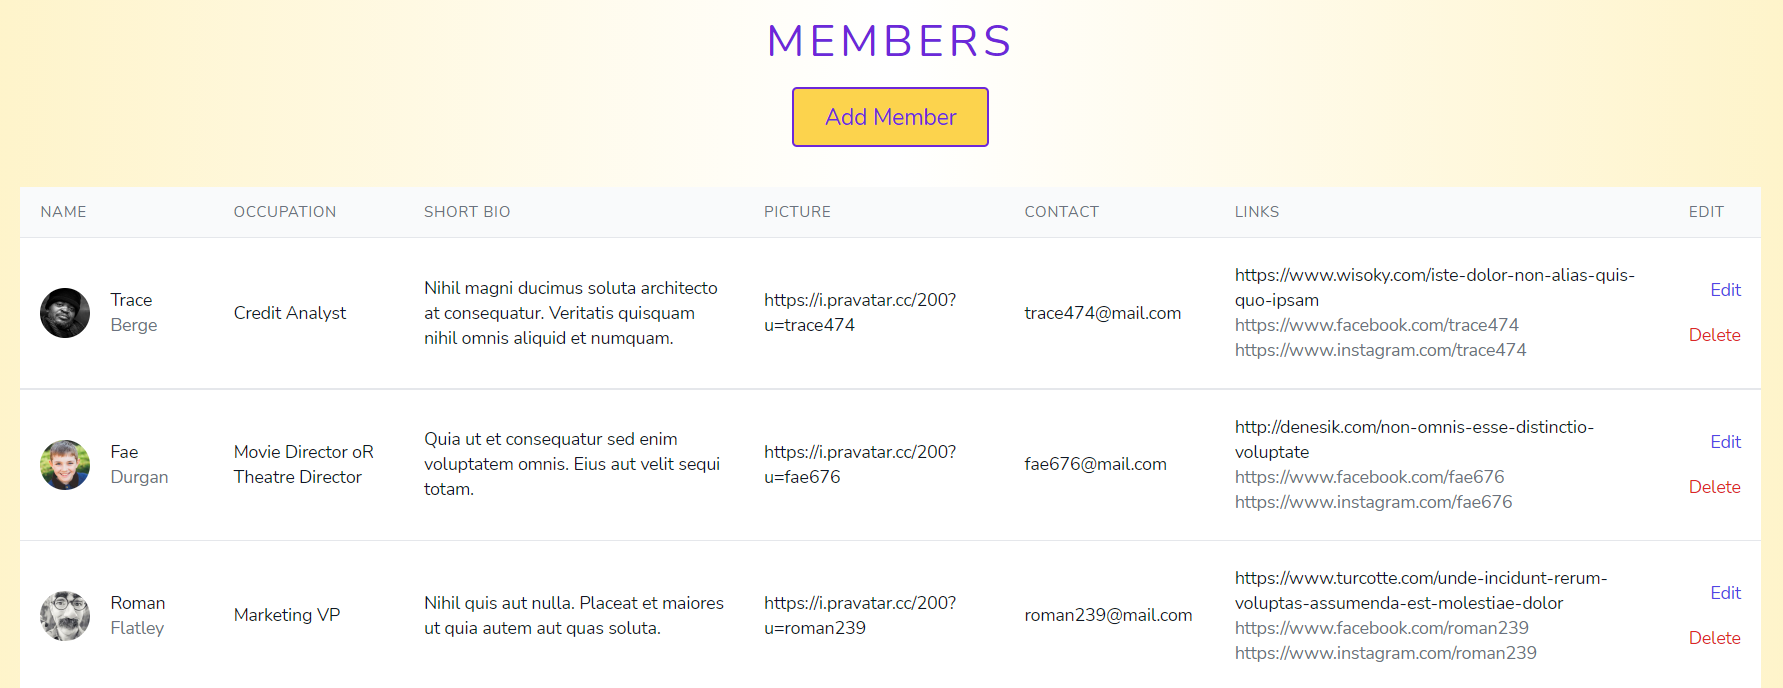 MEMBERS
Add Member
NAME OCCUPATION SHORT BIO PICTURE CONTACT LINKS EDIT
Trace
Berge
Credit Analyst
Nihil magni ducimus soluta architecto
at consequatur. Veritatis quisquam
nihil omnis aliquid et numquam.
https://i.pravatar.cc/200?
u=trace474
trace474@mail.com
https://www.wisoky.com/iste-dolor-non-alias-quis-
quo-ipsam
https://www.facebook.com/trace474
https://www.instagram.com/trace474
Edit
Delete
Fae
Durgan
Movie Director oR
Theatre Director
Quia ut et consequatur sed enim
voluptatem omnis. Eius aut velit sequi
totam.
https://i.pravatar.cc/200?
u=fae676
fae676@mail.com
http://denesik.com/non-omnis-esse-distinctio-
voluptate
https://www.facebook.com/fae676
https://www.instagram.com/fae676
Edit
Delete
Roman
Flatley
Marketing VP
Nihil quis aut nulla. Placeat et maiores
ut quia autem aut quas soluta.
https://i.pravatar.cc/200?
u=roman239
roman239@mail.com
https://www.turcotte.com/unde-incidunt-rerum-
voluptas-assumenda-est-molestiae-dolor
https://www.facebook.com/roman239
https://www.instagram.com/roman239
Edit
Delete